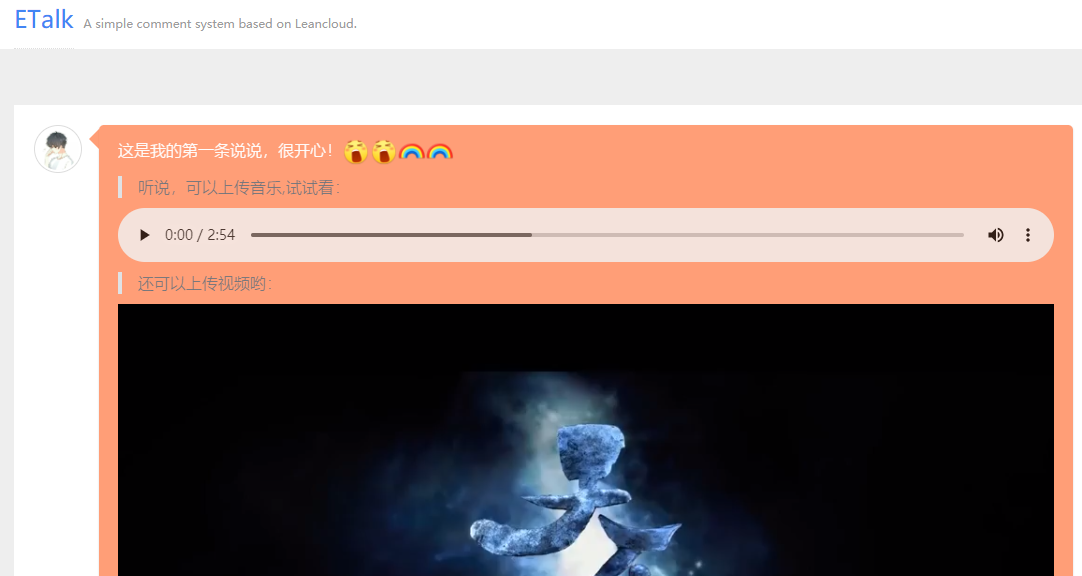 ETalk A simple comment system based on Leancloud.
这是我的第一条说说，很开心！😭😭🌈🌈
听说，可以上传音乐,试试看：
0:00 / 2:54
还可以上传视频哟：